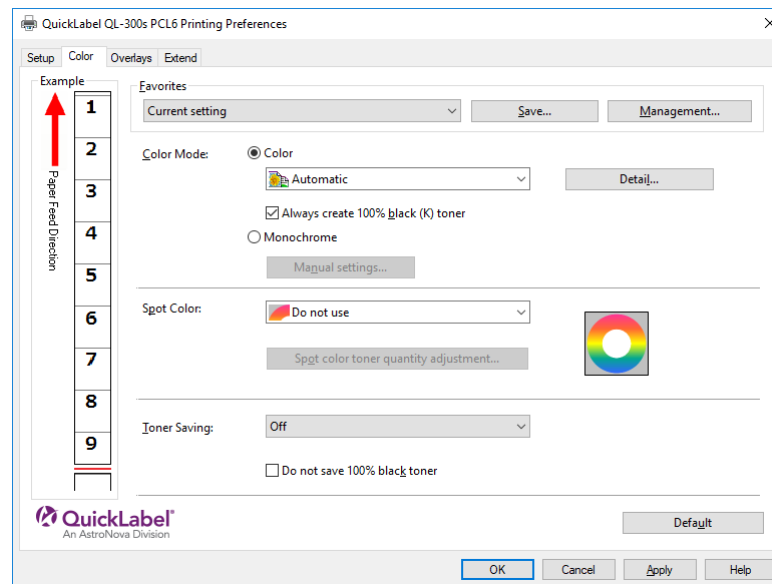 QuickLabel QL-300s PCL6 Printing Preferences
Setup Color Overlays Extend
Example
Paper Feed Direction
1
2
3
4
5
6
7
8
9
Favorites
Current setting Save... Management...
Color Mode: Color
Automatic Detail...
Always create 100% black (K) toner
Monochrome
Manual settings...
Spot Color: Do not use
Spot color toner quantity adjustment...
Toner Saving: Off
Do not save 100% black toner
QuickLabel®
An AstroNova Division
Default
OK Cancel Apply Help